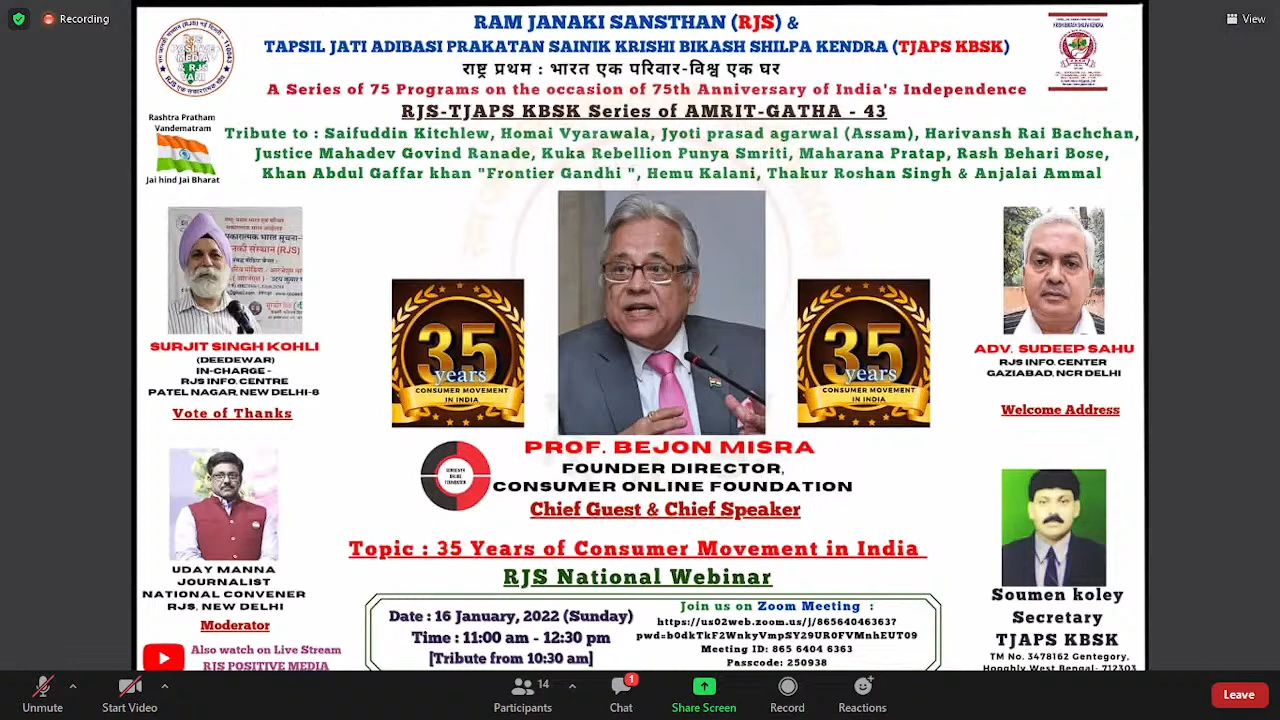 Recording
View
RAM JANAKI SANSTHAN (RJS) &
TAPSIL JATI ADIBASI PRAKATAN SAINIK KRISHI BIKASH SHILPA KENDRA (TJAPS KBSK)
राष्ट्र प्रथम : भारत एक परिवार-विश्व एक घर
A Series of 75 Programs on the occasion of 75th Anniversary of India's Independence
RJS-TJAPS KBSK Series of AMRIT-GATHA - 43
Rashtra Pratham
Vandematram
Jai hind Jai Bharat
Tribute to : Saifuddin Kitchlew, Homai Vyarawala, Jyoti prasad agarwal (Assam), Harivansh Rai Bachchan,
Justice Mahadev Govind Ranade, Kuka Rebellion Punya Smriti, Maharana Pratap, Rash Behari Bose,
Khan Abdul Gaffar khan "Frontier Gandhi ", Hemu Kalani, Thakur Roshan Singh & Anjalai Ammal
SURJIT SINGH KOHLI
(DEEDEWAR)
IN-CHARGE -
RJS INFO. CENTRE
PATEL NAGAR, NEW DELHI-8
Vote of Thanks
35
years
CONSUMER MOVEMENT
IN INDIA
35
years
CONSUMER MOVEMENT
IN INDIA
ADV. SUDEEP SAHU
RJS INFO. CENTER
GAZIABAD, NCR DELHI
Welcome Address
PROF. BEJON MISRA
FOUNDER DIRECTOR,
CONSUMER ONLINE FOUNDATION
Chief Guest & Chief Speaker
CONSUMER
ONLINE
FOUNDATION
Topic : 35 Years of Consumer Movement in India
RJS National Webinar
UDAY MANNA
JOURNALIST
NATIONAL CONVENER
RJS, NEW DELHI
Moderator
Also watch on Live Stream
RJS POSITIVE MEDIA
Date : 16 January, 2022 (Sunday)
Time : 11:00 am - 12:30 pm
[Tribute from 10:30 am]
Join us on Zoom Meeting :
https://us02web.zoom.us/j/86564046363?
pwd=b0dkTkF2WnkyVmpSY29UR0FVMnhEUT09
Meeting ID: 865 6404 6363
Passcode: 250938
Soumen koley
Secretary
TJAPS KBSK
TM No. 3478162 Gentegory,
Hooghly West Bengal- 712303
Unmute
Start Video
14
Participants
1
Chat
Share Screen
Record
Reactions
Leave